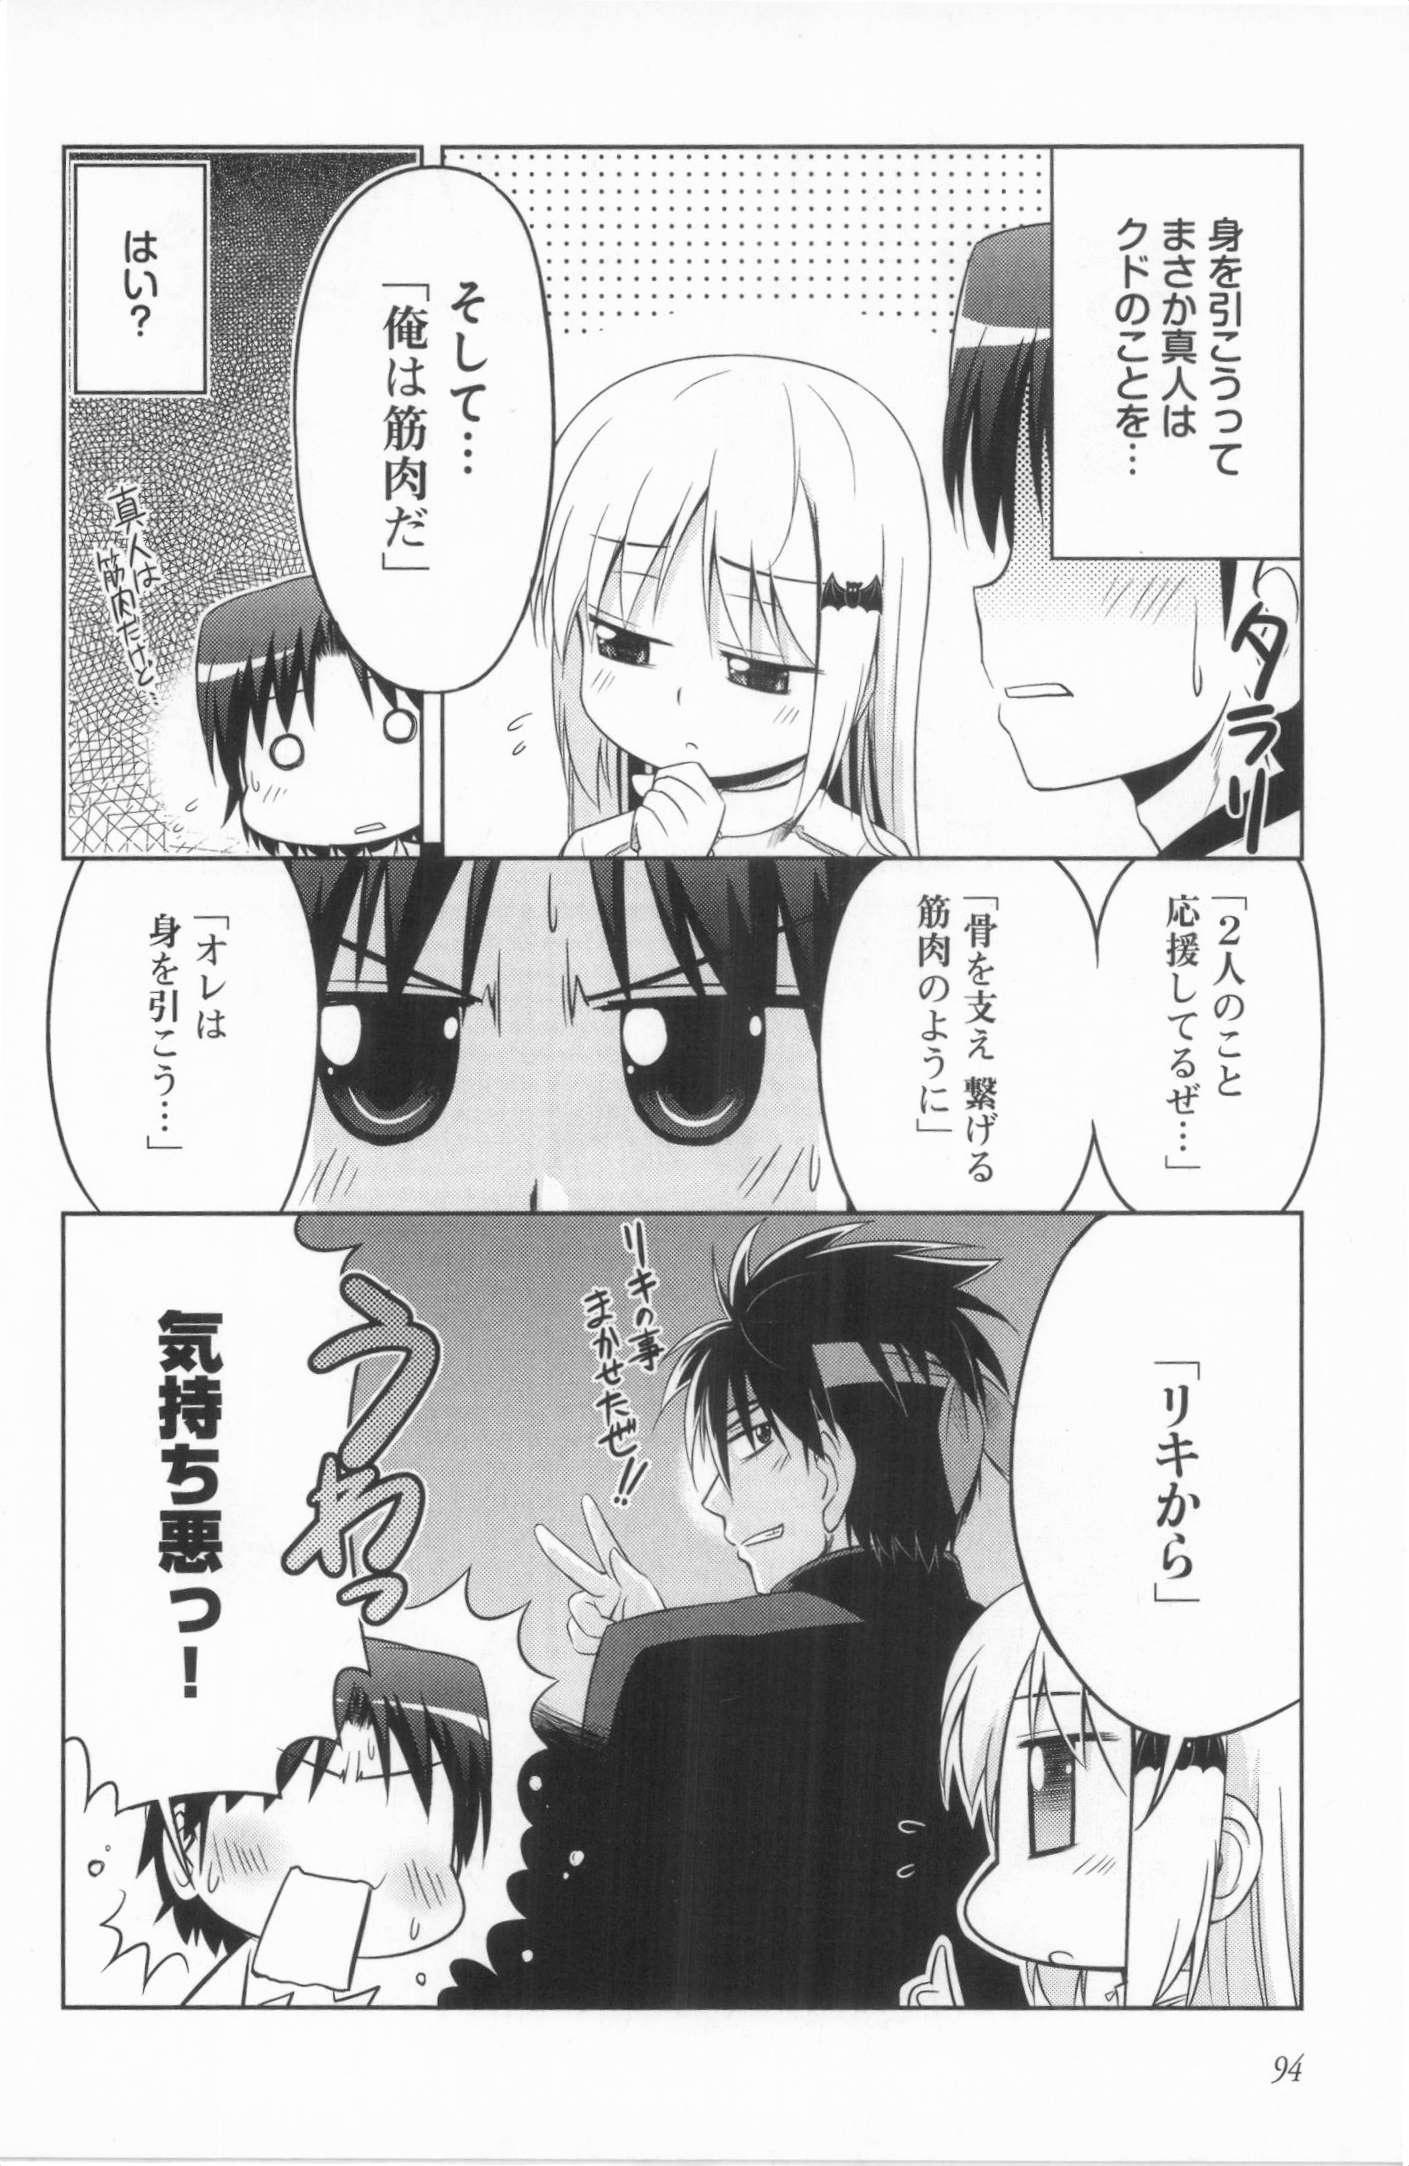 身を引こうって
まさか真人は
クドのことを…
タラリ
そして…
「俺は筋肉だ」
はい？
真人は
筋肉だけど…
「２人のこと
応援してるぜ…」
「骨を支え 繋げる
筋肉のように」
「オレは
身を引こう…」
「リキから」
リキの事
まかせたぜ!!
うわっ
気持ち悪っ！
94